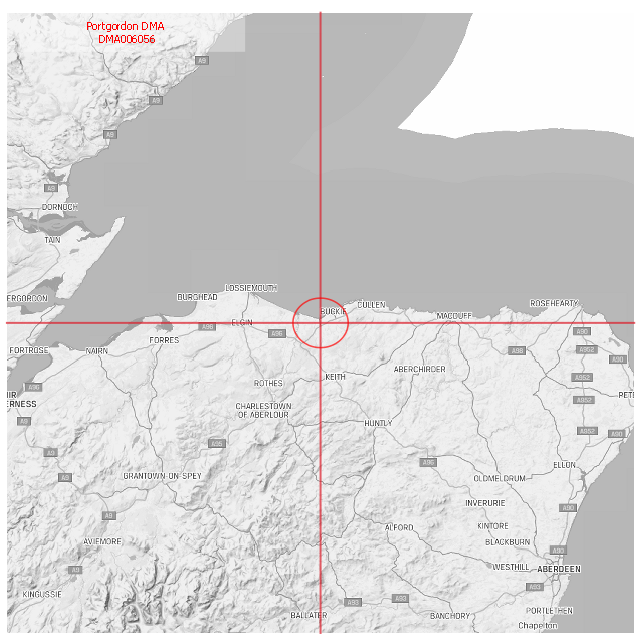 Portgordon DMA
DMA006056
A9
A9
A9
A9
DORNOCH
TAIN
ERGORDON
LOSSIEMOUTH
BURGHEAD
CULLEN
ROSEHEARTY
BUCKIE
MACDUFF
ELGIN
A96
A96
A90
FORRES
FORTROSE
NAIRN
A98
A952
A90
ABERCHIRDER
KEITH
ROTHES
A952
A96
PETE
ERNESS
CHARLESTOWN
OF ABERLOUR
A952
A9
HUNTLY
A952
A90
A95
A9
A96
ELLON
GRANTOWN-ON-SPEY
A9
OLDMELDRUM
INVERURIE
A90
A9
ALFORD
KINTORE
AVIEMORE
BLACKBURN
A90
WESTHILL
ABERDEEN
A9
A93
KINGUSSIE
A93
A93
BALLATER
BANCHORY
PORTLETHEN
Chapelton